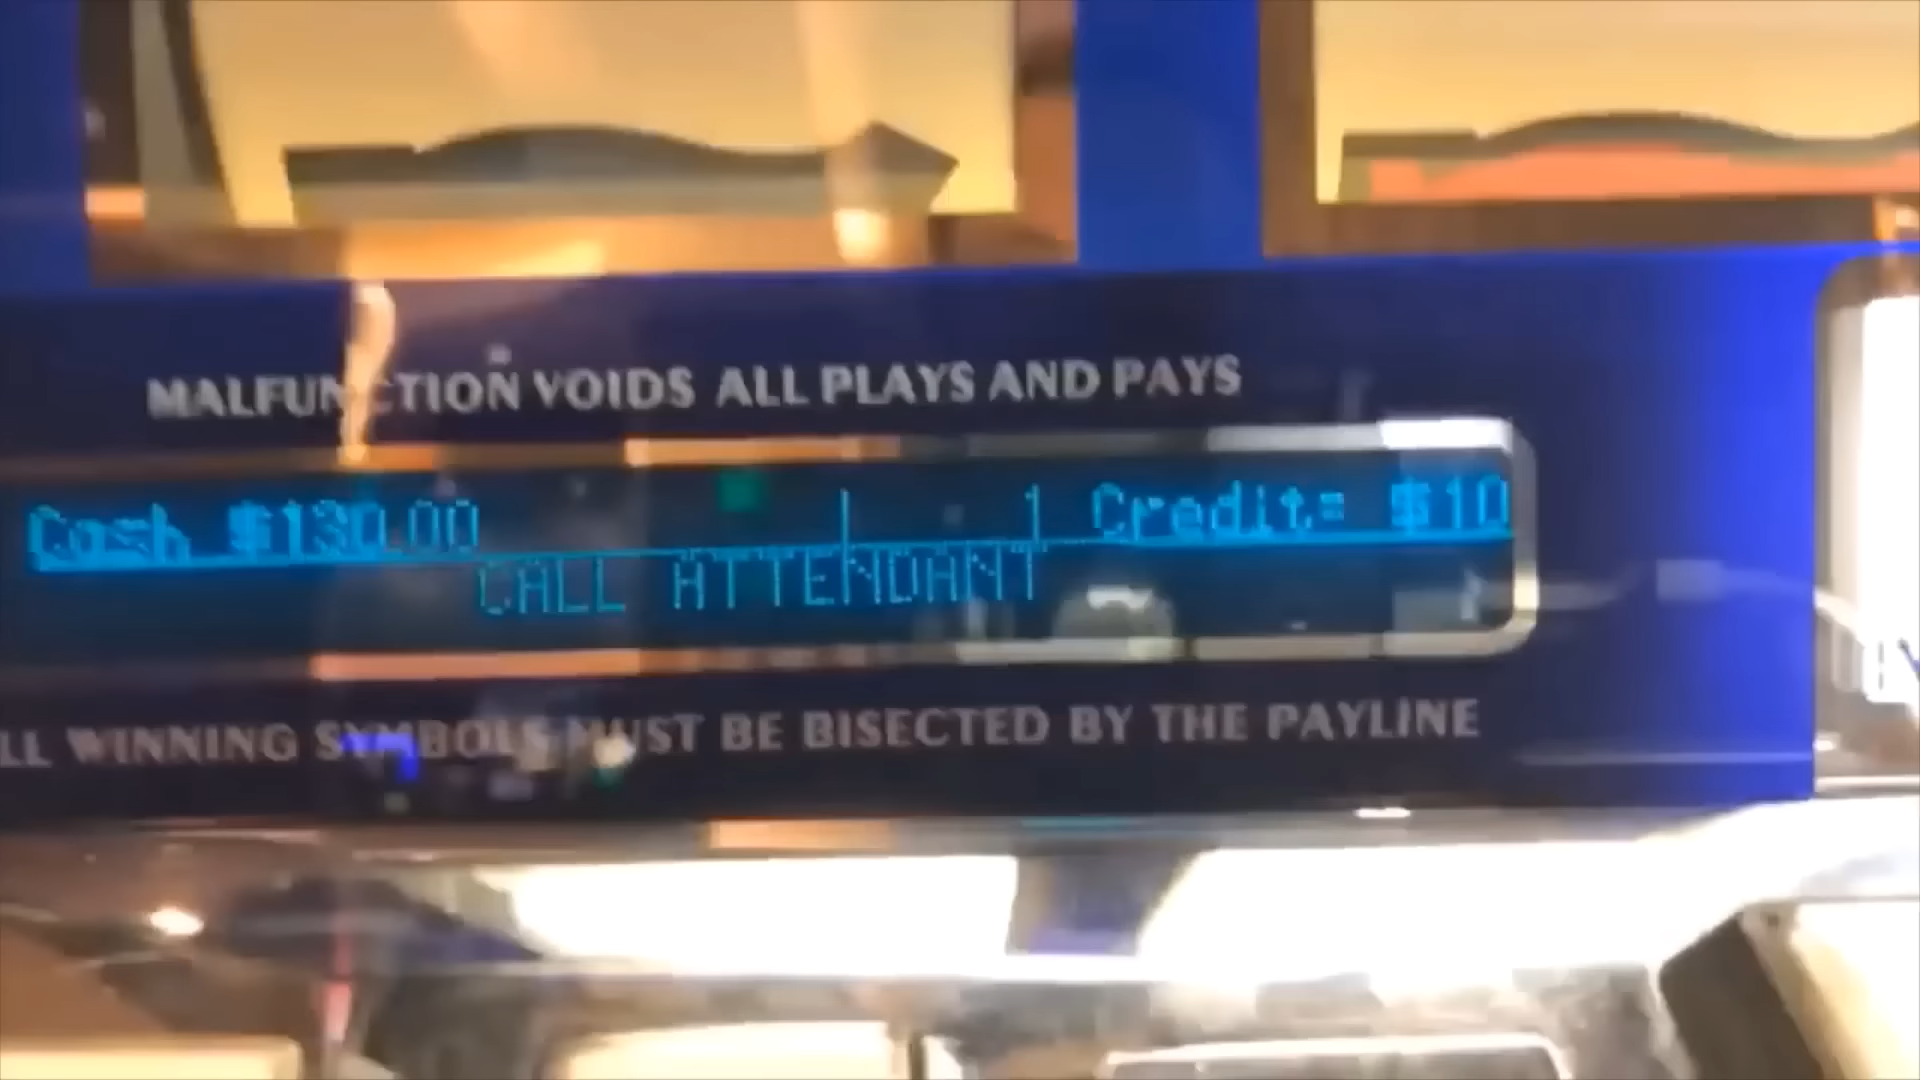 MALFUNCTION VOIDS ALL PLAYS AND PAYS
Cash $130.00 1 Credit= $10
CALL ATTENDANT
LL WINNING SYMBOLS MUST BE BISECTED BY THE PAYLINE